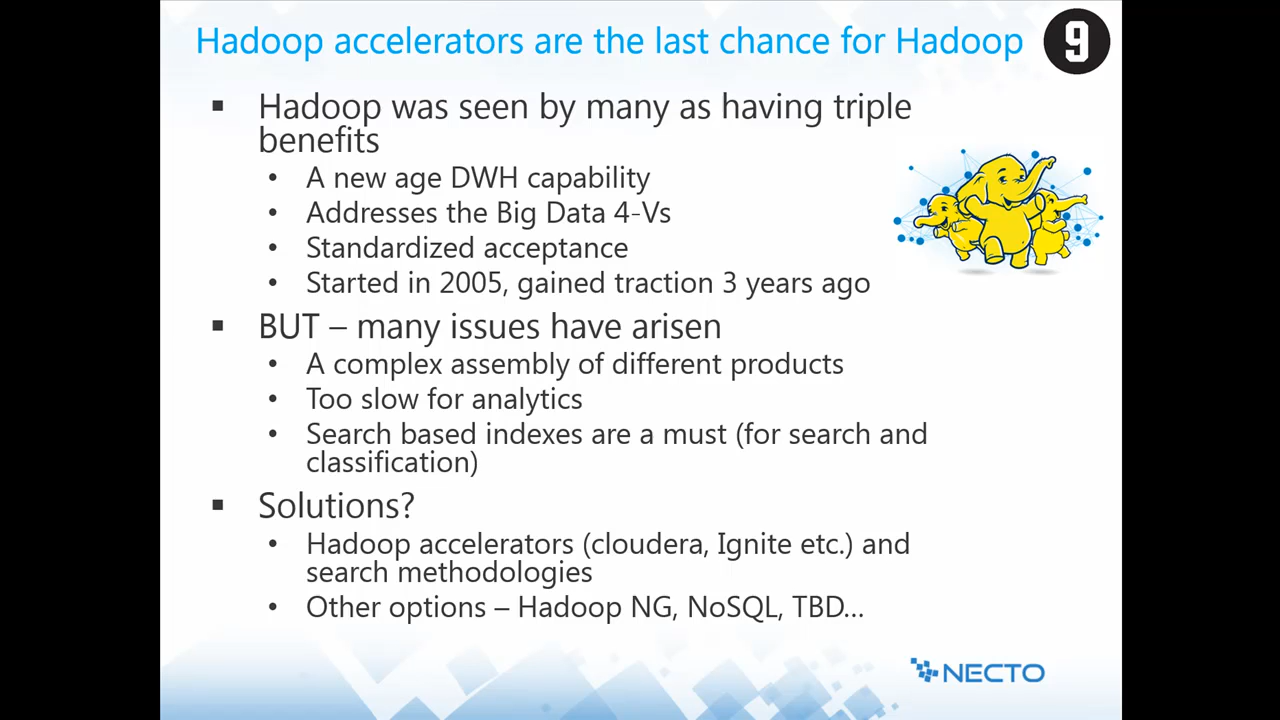 Hadoop accelerators are the last chance for Hadoop
9
▪ Hadoop was seen by many as having triple
benefits
• A new age DWH capability
• Addresses the Big Data 4-Vs
• Standardized acceptance
• Started in 2005, gained traction 3 years ago
▪ BUT – many issues have arisen
• A complex assembly of different products
• Too slow for analytics
• Search based indexes are a must (for search and
classification)
▪ Solutions?
• Hadoop accelerators (cloudera, Ignite etc.) and
search methodologies
• Other options – Hadoop NG, NoSQL, TBD...
NECTO